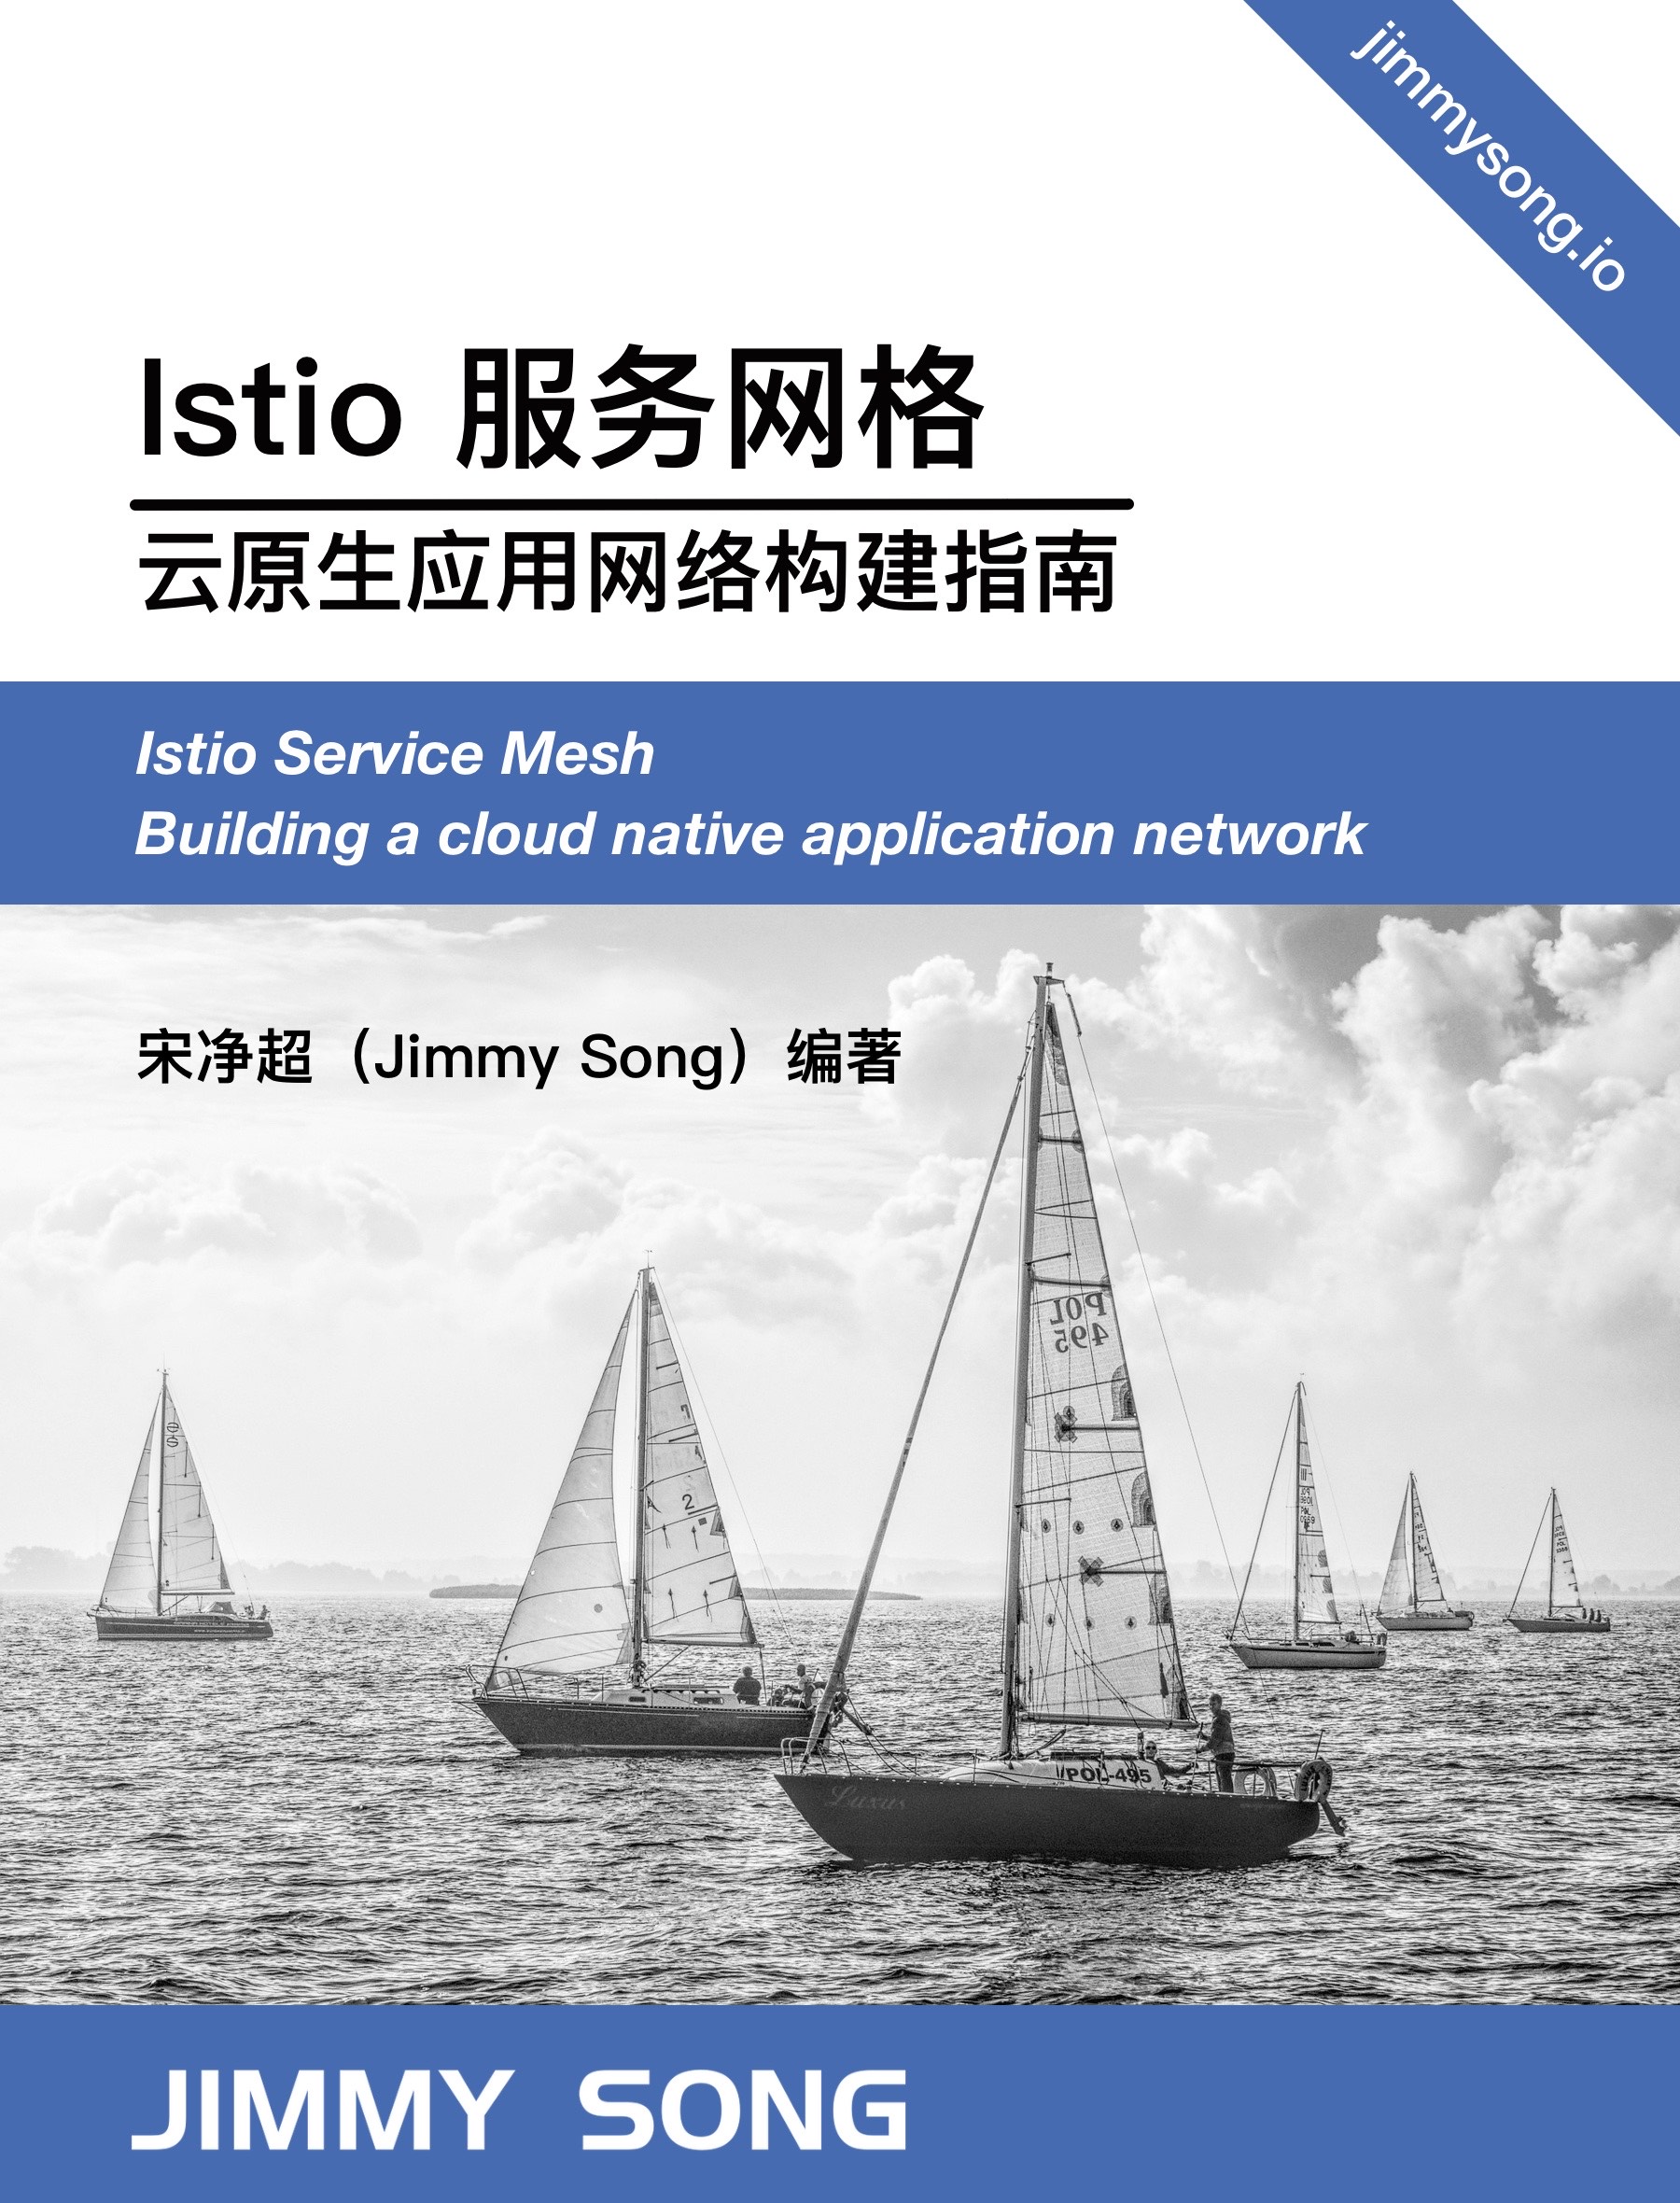 jimmysong.io
Istio 服务网格
云原生应用网络构建指南
Istio Service Mesh
Building a cloud native application network
宋净超（Jimmy Song）编著
POL
495
2
POL-495
Luxus
JIMMY SONG